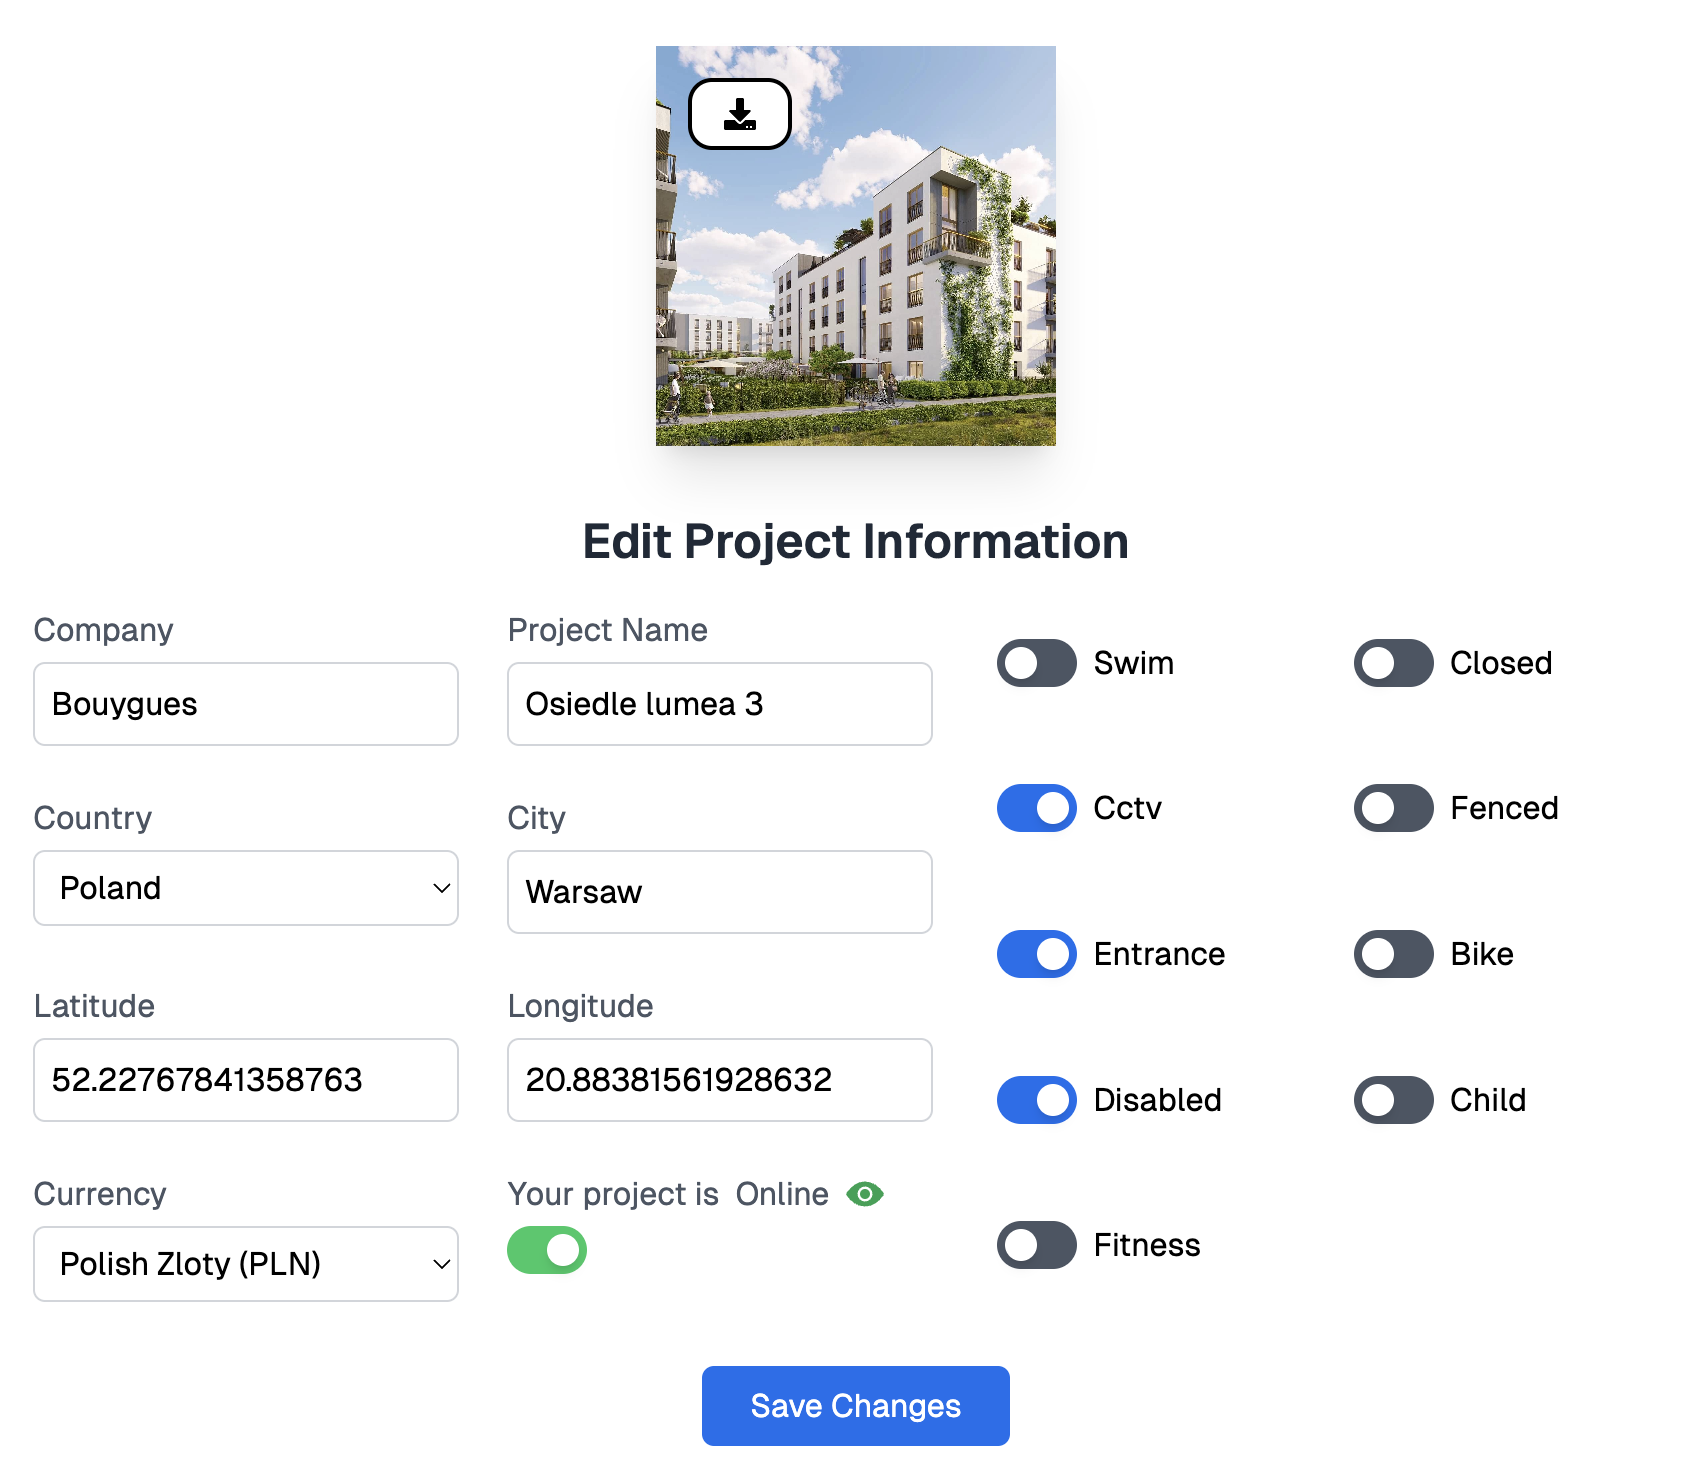 Edit Project Information
Company
Bouygues
Project Name
Osiedle lumea 3
Country
Poland
City
Warsaw
Latitude
52.22767841358763
Longitude
20.88381561928632
Currency
Polish Zloty (PLN)
Your project is Online
Swim
Closed
Cctv
Fenced
Entrance
Bike
Disabled
Child
Fitness
Save Changes